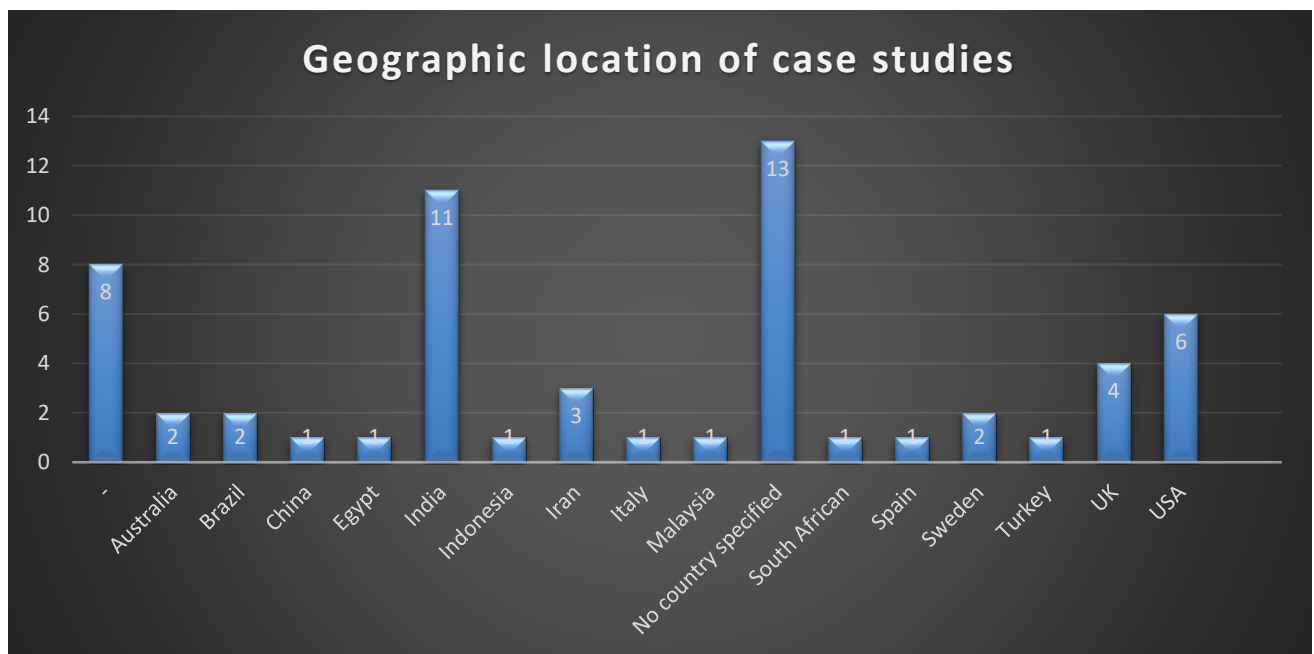 Geographic location of case studies
14
12
10
8
6
4
2
0
8
2
2
1
1
11
1
3
1
1
13
1
1
2
1
4
6
-
Australia
Brazil
China
Egypt
India
Indonesia
Iran
Italy
Malaysia
No country specified
South African
Spain
Sweden
Turkey
UK
USA